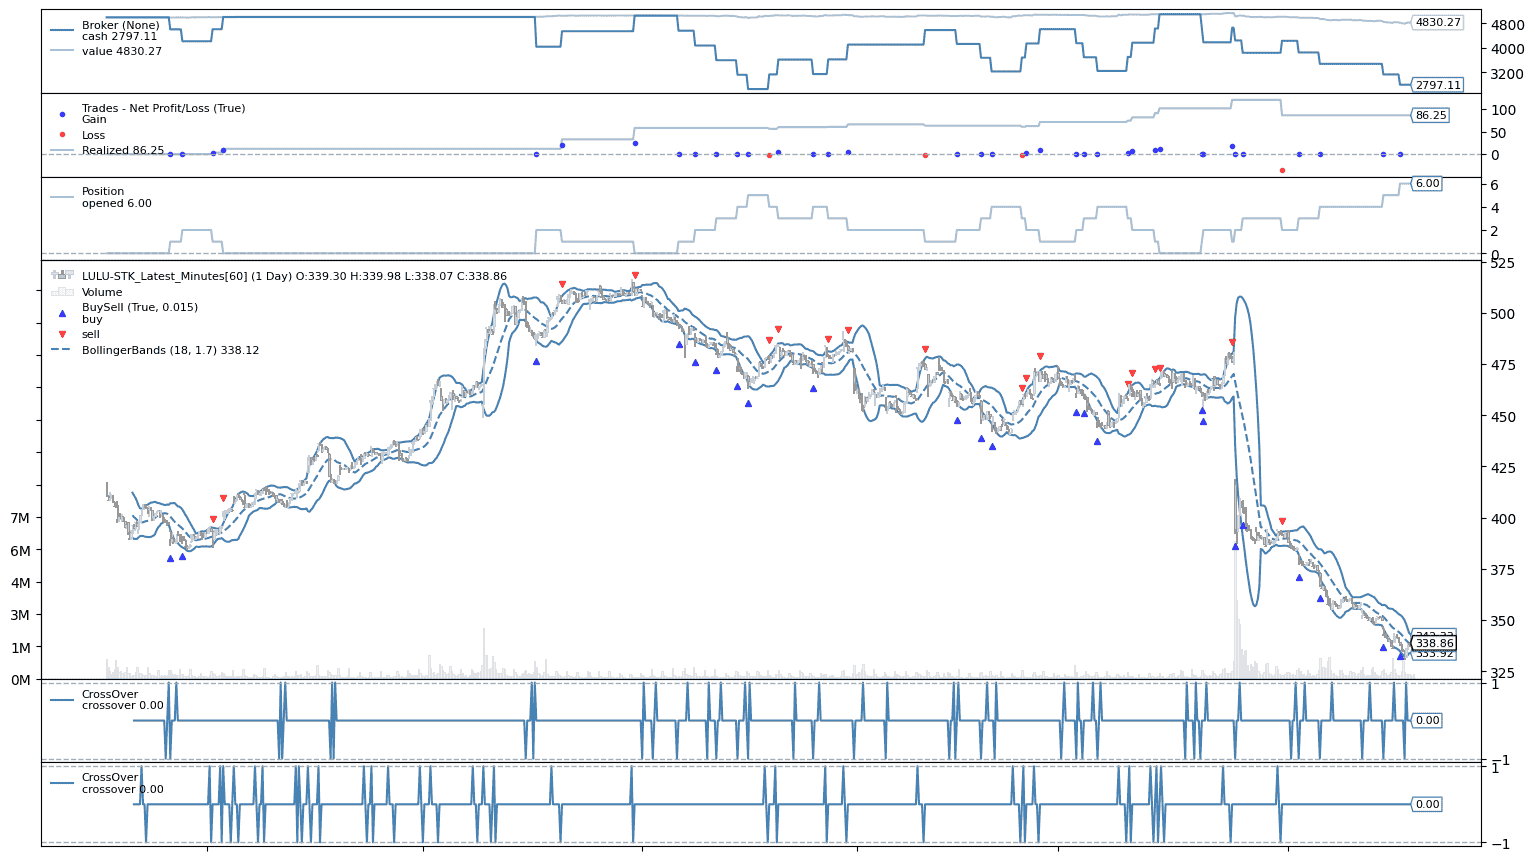 Broker (None)
cash 2797.11
value 4830.27
4830.27
4800
4000
3200
2797.11
Trades - Net Profit/Loss (True)
Gain
Loss
Realized 86.25
100
86.25
50
0
Position
opened 6.00
6.00
6
4
2
0
LULU-STK_Latest_Minutes[60] (1 Day) O:339.30 H:339.98 L:338.07 C:338.86
Volume
BuySell (True, 0.015)
buy
sell
BollingerBands (18, 1.7) 338.12
525
500
475
450
425
400
375
350
325
7M
6M
4M
3M
1M
0M
338.86
CrossOver
crossover 0.00
1
0.00
−1
CrossOver
crossover 0.00
1
0.00
−1